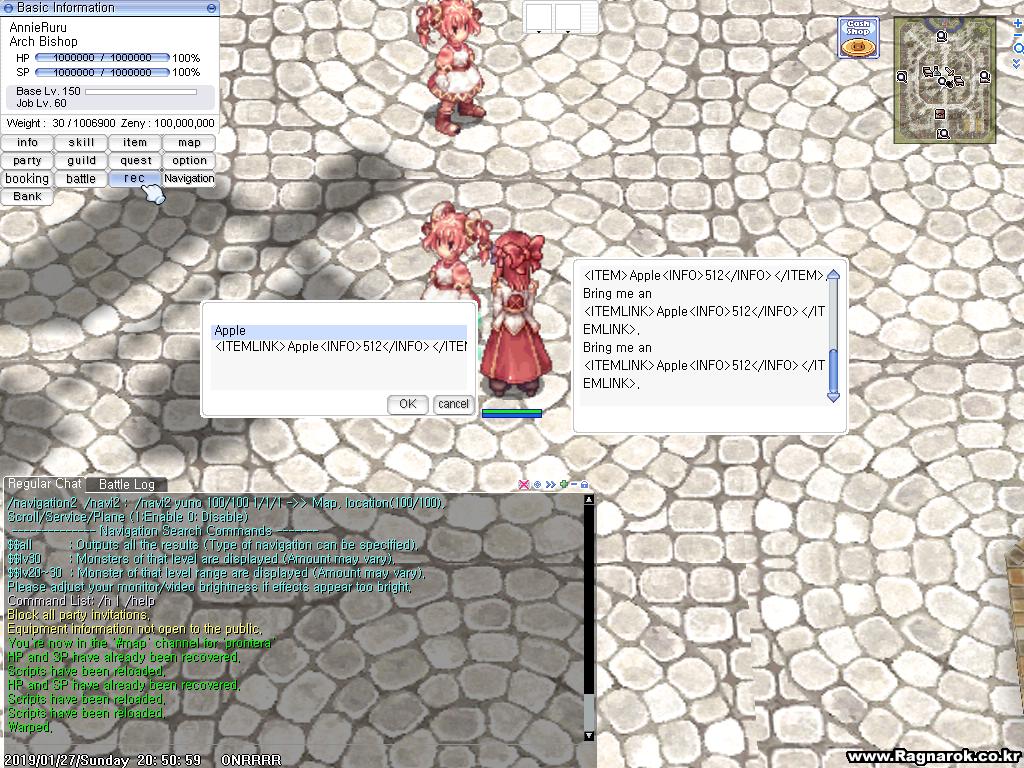 Basic Information
AnnieRuru
Arch Bishop
HP 1000000 / 1000000 100%
SP 1000000 / 1000000 100%
Base Lv. 150
Job Lv. 60
Weight : 30 / 1006900 Zeny : 100,000,000
info skill item map
party guild quest option
booking battle rec Navigation
Bank
Cash Shop
<ITEM>Apple<INFO>512</INFO></ITEM>,
Bring me an
<ITEMLINK>Apple<INFO>512</INFO></IT
EMLINK>,
Bring me an
<ITEMLINK>Apple<INFO>512</INFO></IT
EMLINK>,
Apple
<ITEMLINK>Apple<INFO>512</INFO></ITEM
OK cancel
Regular Chat Battle Log
/navigation2 /navi2 : /navi2 yuno 100/100 1/1/1 ->> Map, location(100/100),
Scroll/Service/Plane (1:Enable 0: Disable)
-------------- Navigation Search Commands -------
$$all : Outputs all the results (Type of navigation can be specified),
$$lv30 : Monsters of that level are displayed (Amount may vary),
$$lv20~30 : Monster of that level range are displayed (Amount may vary),
Please adjust your monitor/video brightness if effects appear too bright,
Command List: /h | /help
Block all party invitations,
Equipment information not open to the public,
You're now in the '#map' channel for 'prontera'
HP and SP have already been recovered,
Scripts have been reloaded,
HP and SP have already been recovered,
Scripts have been reloaded,
Scripts have been reloaded,
Warped,
2019/01/27/Sunday 20:50:59 ONRRRR
www.Ragnarok.co.kr